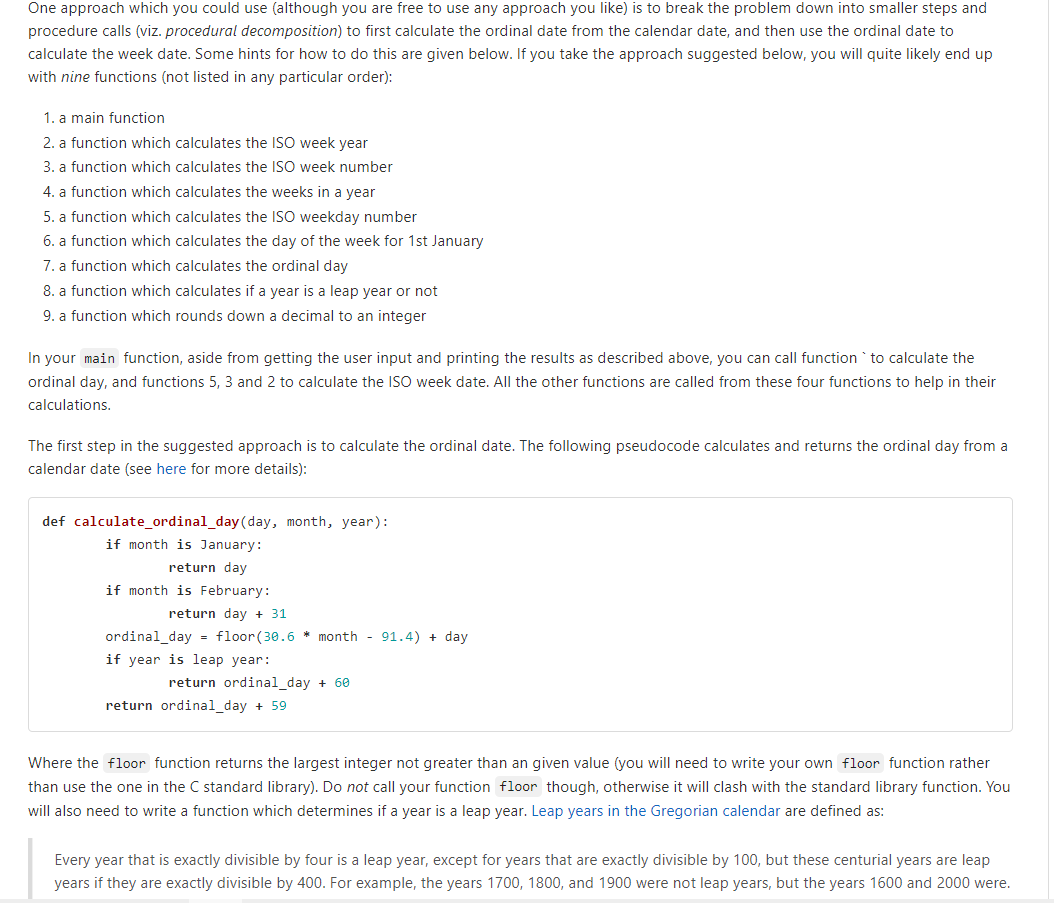 One approach which you could use (although you are free to use any approach you like) is to break the problem down into smaller steps and
procedure calls (viz. procedural decomposition) to first calculate the ordinal date from the calendar date, and then use the ordinal date to
calculate the week date. Some hints for how to do this are given below. If you take the approach suggested below, you will quite likely end up
with nine functions (not listed in any particular order):
1. a main function
2. a function which calculates the ISO week year
3. a function which calculates the ISO week number
4. a function which calculates the weeks in a year
5. a function which calculates the ISO weekday number
6. a function which calculates the day of the week for 1st January
7. a function which calculates the ordinal day
8. a function which calculates if a year is a leap year or not
9. a function which rounds down a decimal to an integer
In your main function, aside from getting the user input and printing the results as described above, you can call function ` to calculate the
ordinal day, and functions 5, 3 and 2 to calculate the ISO week date. All the other functions are called from these four functions to help in their
calculations.
The first step in the suggested approach is to calculate the ordinal date. The following pseudocode calculates and returns the ordinal day from a
calendar date (see here for more details):
def calculate_ordinal_day(day, month, year):
if month is January:
return day
if month is February:
return day + 31
ordinal_day = floor(30.6 * month - 91.4) + day
if year is leap year:
return ordinal_day + 60
return ordinal_day + 59
Where the floor function returns the largest integer not greater than an given value (you will need to write your own floor function rather
than use the one in the C standard library). Do not call your function floor though, otherwise it will clash with the standard library function. You
will also need to write a function which determines if a year is a leap year. Leap years in the Gregorian calendar are defined as:
Every year that is exactly divisible by four is a leap year, except for years that are exactly divisible by 100, but these centurial years are leap
years if they are exactly divisible by 400. For example, the years 1700, 1800, and 1900 were not leap years, but the years 1600 and 2000 were.